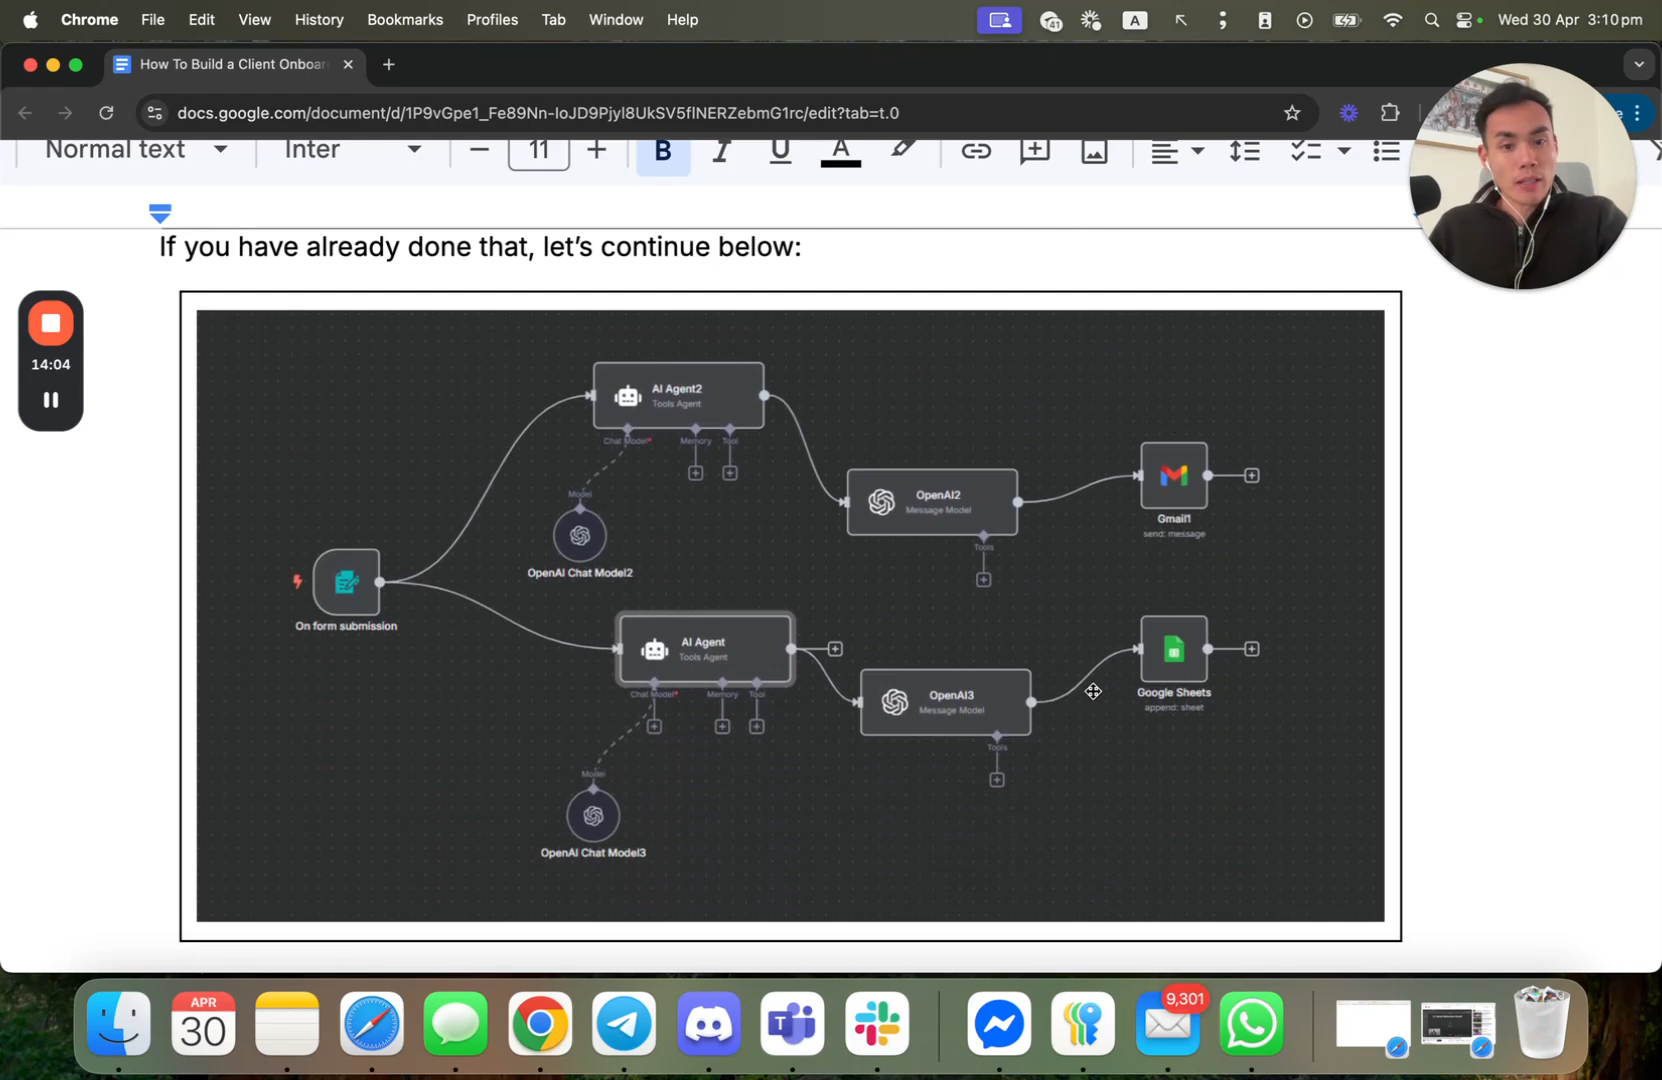 Chrome File Edit View History Bookmarks Profiles Tab Window Help
41
A
Wed 30 Apr 3:10 pm
How To Build a Client Onboar
docs.google.com/document/d/1P9vGpe1_Fe89Nn-IoJD9Pjyl8UkSV5flNERZebmG1rc/edit?tab=t.0
Normal text Inter 11 B I U A
If you have already done that, let's continue below:
14:04
AI Agent2
Tools Agent
Chat Model* Memory Tool
Model
OpenAI Chat Model2
OpenAI2
Message Model
Tools
Gmail1
send: message
On form submission
AI Agent
Tools Agent
Chat Model* Memory Tool
Model
OpenAI Chat Model3
OpenAI3
Message Model
Tools
Google Sheets
append: sheet
APR
30
9,301